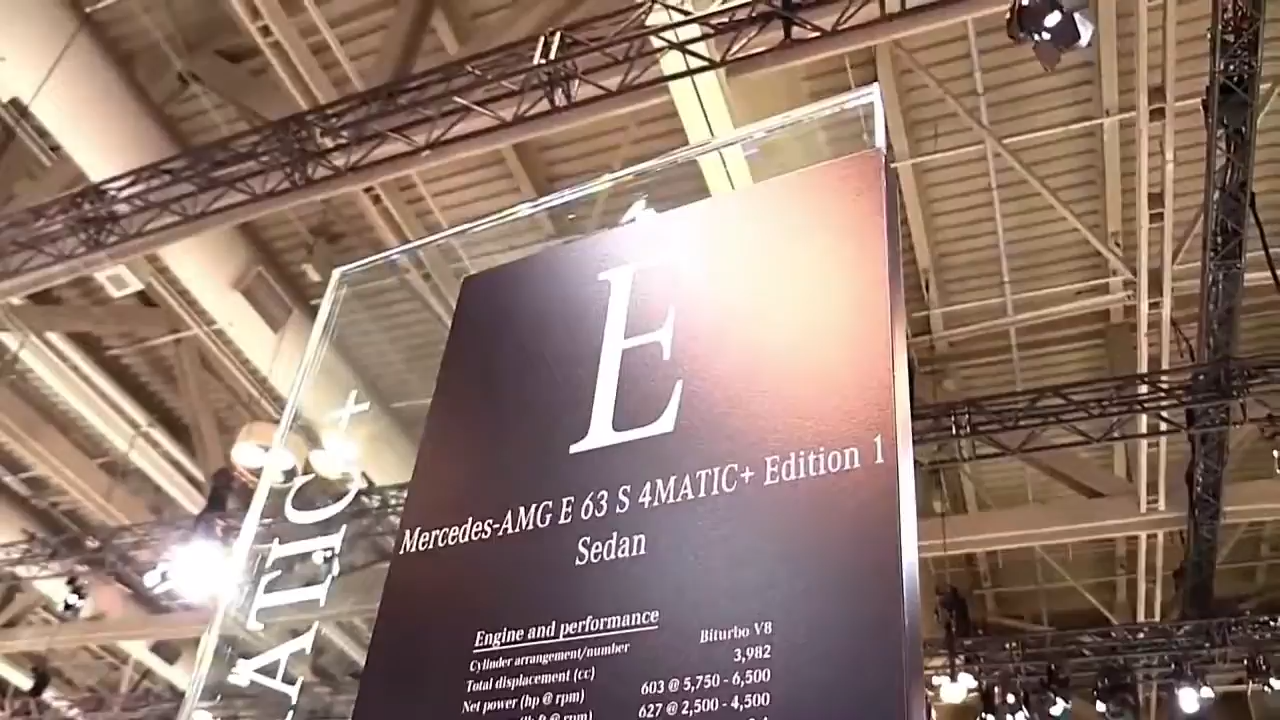 E
Mercedes-AMG E 63 S 4MATIC+ Edition 1
Sedan
Engine and performance
Cylinder arrangement/number Biturbo V8
Total displacement (cc) 3,982
Net power (hp @ rpm) 603 @ 5,750 - 6,500
627 @ 2,500 - 4,500
ATIC+